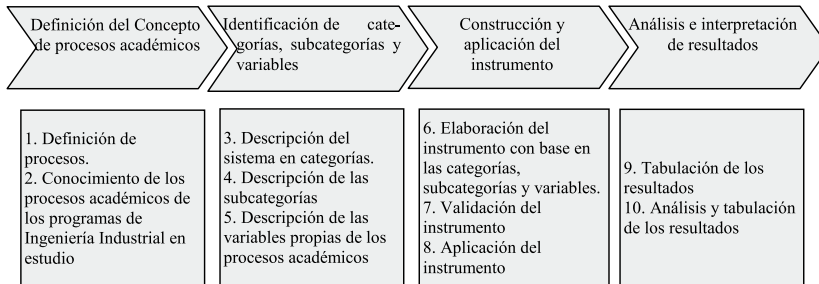 Definición del Concepto
de procesos académicos
Identificación de cate-
gorías, subcategorías y
variables
Construcción y
aplicación del
instrumento
Análisis e interpretación
de resultados
1. Definición de
procesos.
2. Conocimiento de los
procesos académicos de
los programas de
Ingeniería Industrial en
estudio
3. Descripción del
sistema en categorías.
4. Descripción de las
subcategorías
5. Descripción de las
variables propias de los
procesos académicos
6. Elaboración del
instrumento con base en
las categorías,
subcategorías y variables.
7. Validación del
instrumento
8. Aplicación del
instrumento
9. Tabulación de los
resultados
10. Análisis y tabulación
de los resultados